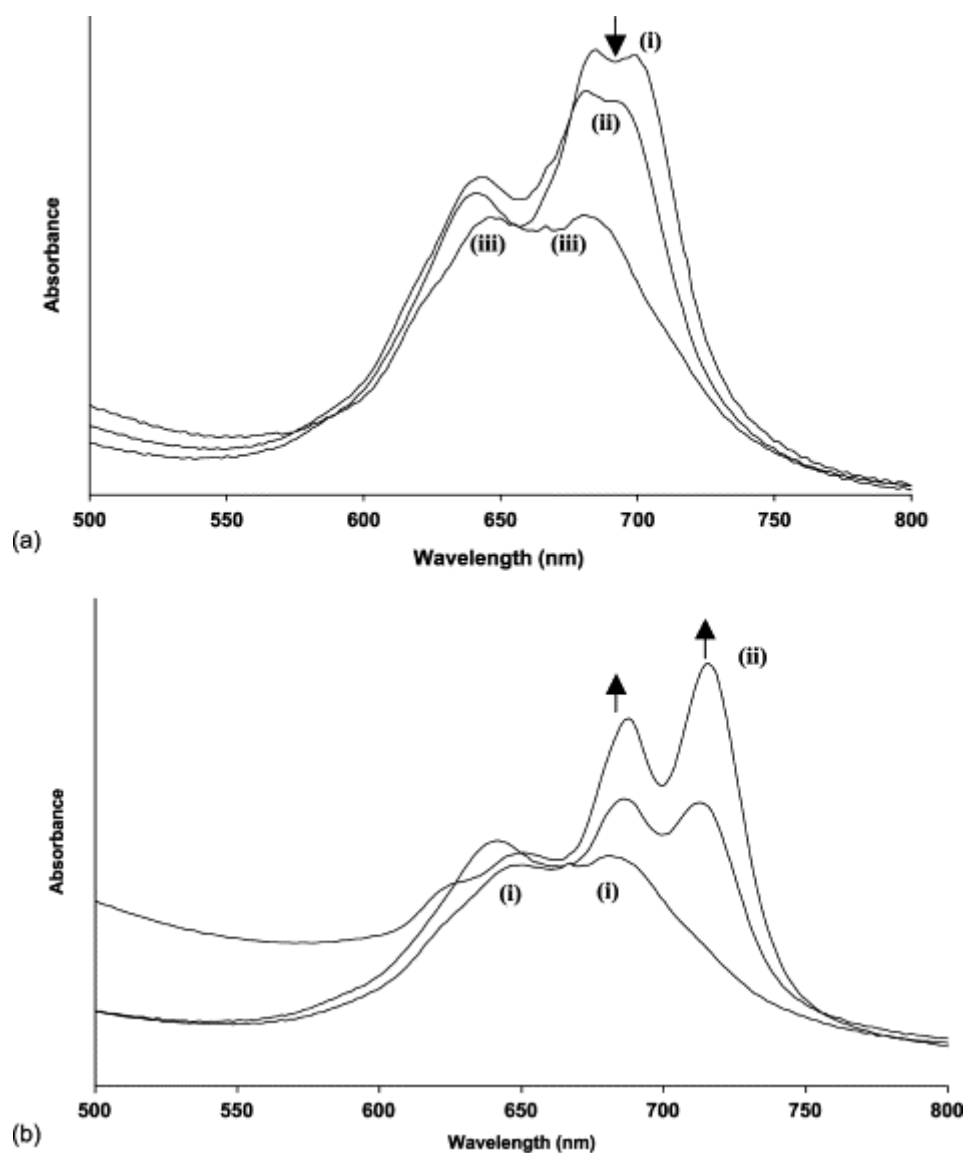 (i)
(ii)
(iii) (iii)
Absorbance
500 550 600 650 700 750 800
(a)
Wavelength (nm)
(ii)
(i) (i)
Absorbance
500 550 600 650 700 750 800
(b)
Wavelength (nm)